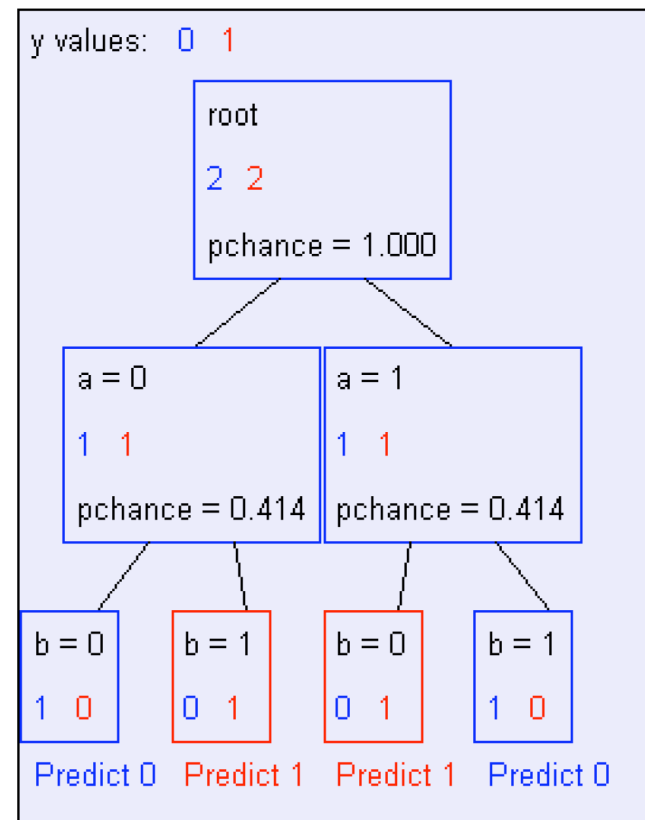 y values: 0 1
root
2 2
pchance = 1.000
a = 0
1 1
pchance = 0.414
a = 1
1 1
pchance = 0.414
b = 0
1 0
Predict 0
b = 1
0 1
Predict 1
b = 0
0 1
Predict 1
b = 1
1 0
Predict 0